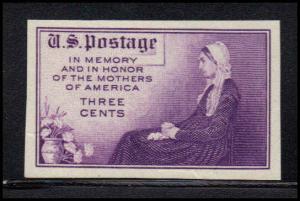 U.S. Postage
IN MEMORY
AND IN HONOR
OF THE MOTHERS
OF AMERICA
THREE
CENTS